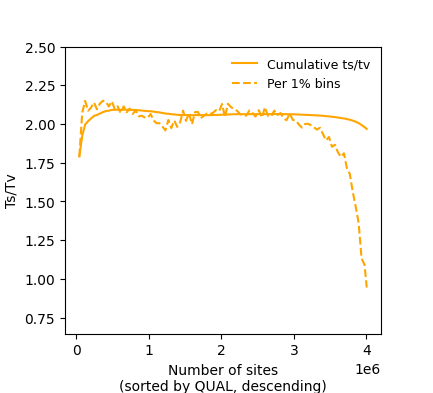 2.50
Cumulative ts/tv
Per 1% bins
2.25
2.00
1.75
1.50
1.25
1.00
0.75
Ts/Tv
0 1 2 3 4
1e6
Number of sites
(sorted by QUAL, descending)